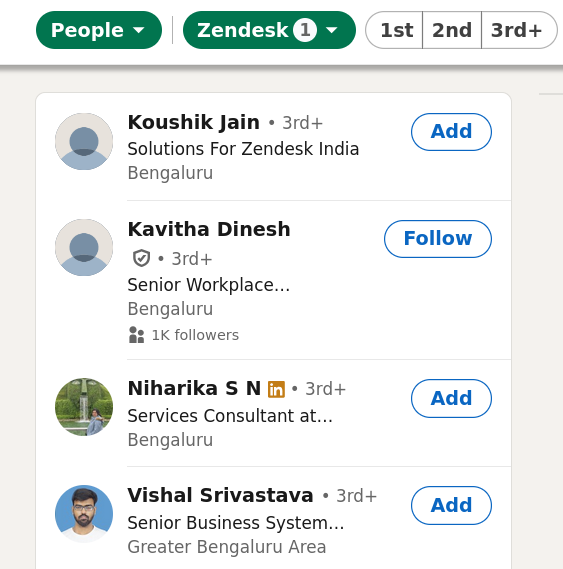 People
Zendesk 1
1st 2nd 3rd+
Koushik Jain • 3rd+
Add
Solutions For Zendesk India
Bengaluru
Kavitha Dinesh
Follow
• 3rd+
Senior Workplace…
Bengaluru
1K followers
Niharika S N in • 3rd+
Add
Services Consultant at…
Bengaluru
Vishal Srivastava • 3rd+
Add
Senior Business System…
Greater Bengaluru Area